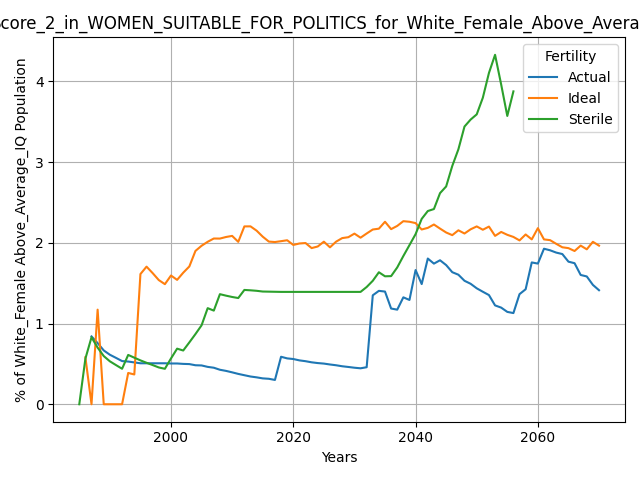 core_2_in_WOMEN_SUITABLE_FOR_POLITICS_for_White_Female_Above_Avera
% of White_Female Above_Average_IQ Population
4
3
2
1
0
Fertility
Actual
Ideal
Sterile
2000
2020
2040
2060
Years